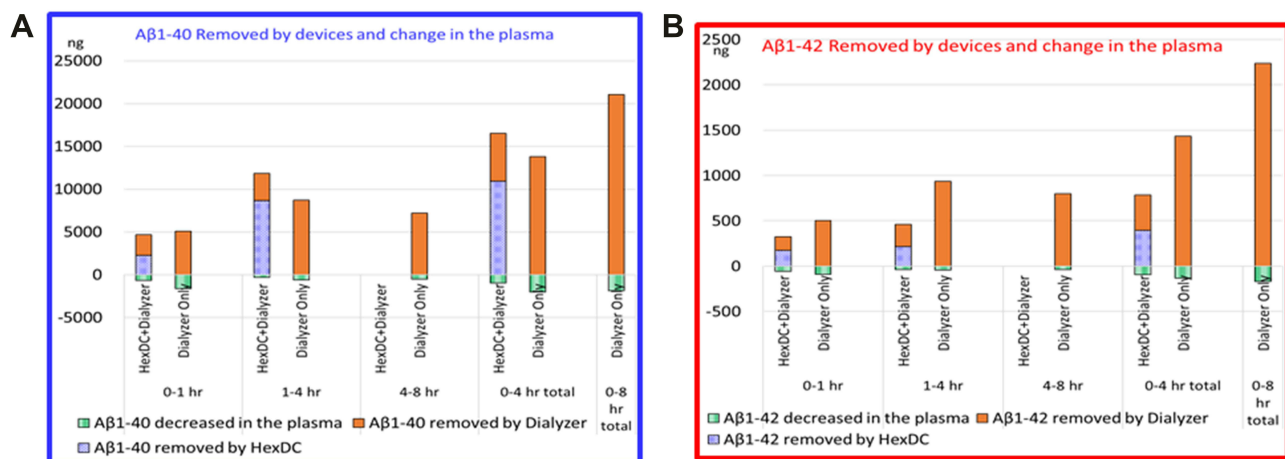 A
Aβ1-40 Removed by devices and change in the plasma
ng
25000
20000
15000
10000
5000
0
-5000
HexDC+Dialyzer
Dialyzer Only
HexDC+Dialyzer
Dialyzer Only
HexDC+Dialyzer
Dialyzer Only
HexDC+Dialyzer
Dialyzer Only
Dialyzer Only
0-1 hr
1-4 hr
4-8 hr
0-4 hr total
0-8
hr
total
Aβ1-40 decreased in the plasma
Aβ1-40 removed by Dialyzer
Aβ1-40 removed by HexDC
B
Aβ1-42 Removed by devices and change in the plasma
2500
ng
2000
1500
1000
500
0
-500
HexDC+Dialyzer
Dialyzer Only
HexDC+Dialyzer
Dialyzer Only
HexDC+Dialyzer
Dialyzer Only
HexDC+Dialyzer
Dialyzer Only
Dialyzer Only
0-1 hr
1-4 hr
4-8 hr
0-4 hr total
0-8
hr
total
Aβ1-42 decreased in the plasma
Aβ1-42 removed by Dialyzer
Aβ1-42 removed by HexDC